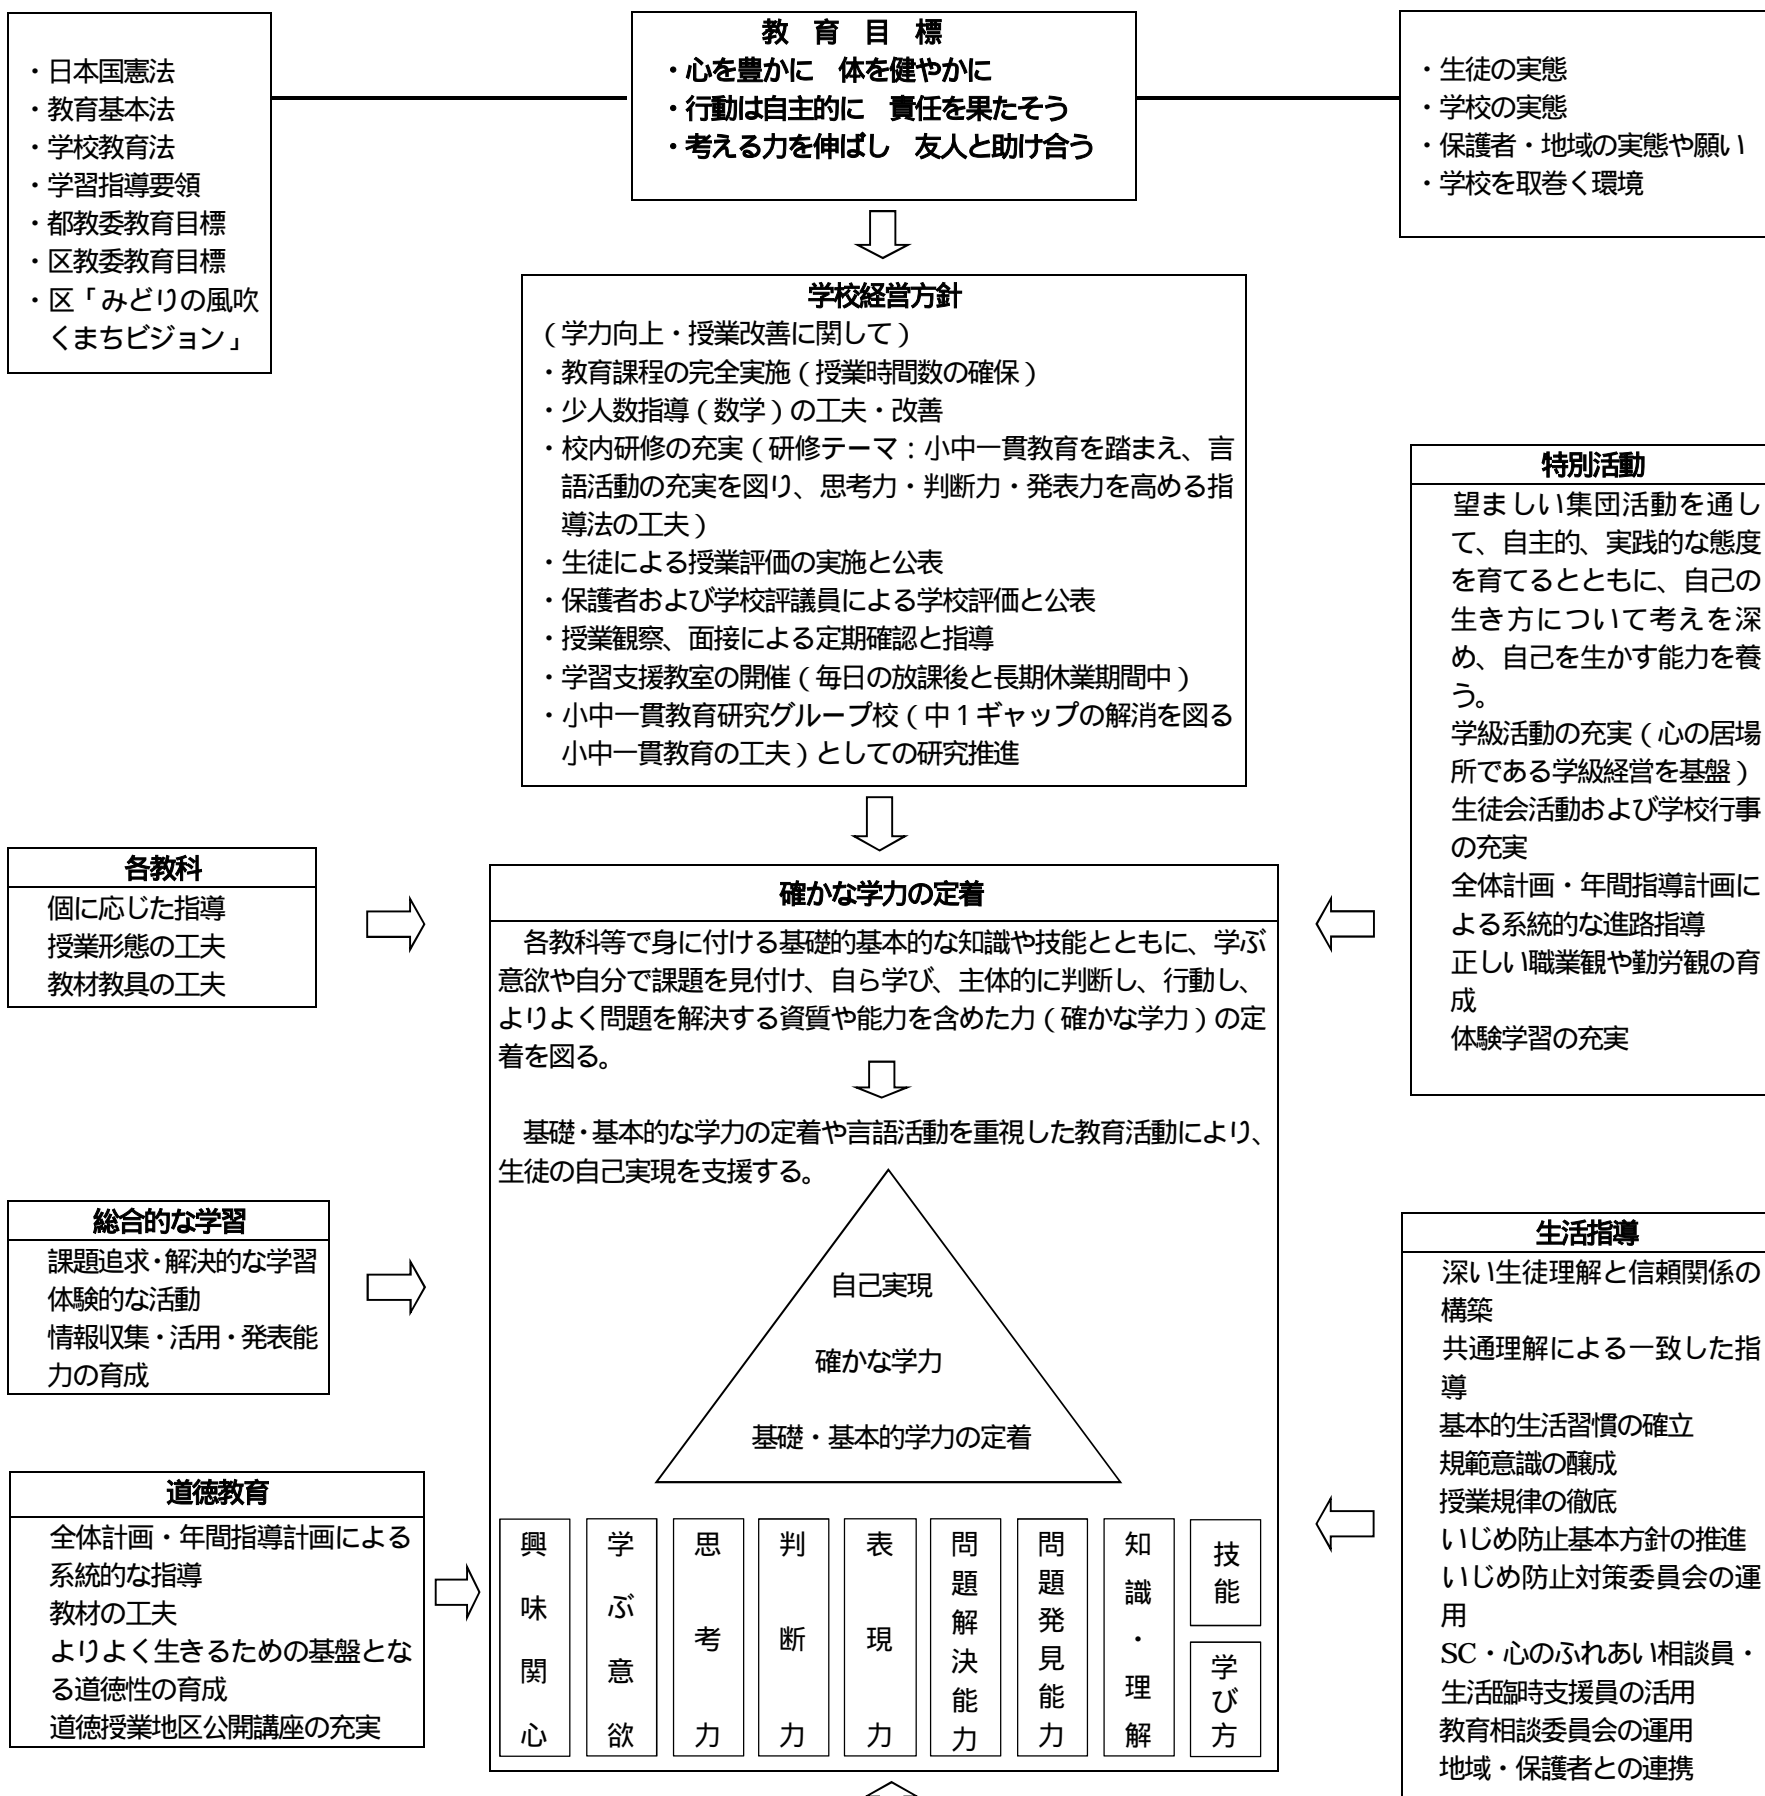 ・日本国憲法
・教育基本法
・学校教育法
・学習指導要領
・都教委教育目標
・区教委教育目標
・区「みどりの風吹
くまちビジョン」
教 育 目 標
・心を豊かに 体を健やかに
・行動は自主的に 責任を果たそう
・考える力を伸ばし 友人と助け合う
・生徒の実態
・学校の実態
・保護者・地域の実態や願い
・学校を取巻く環境
学校経営方針
(学力向上・授業改善に関して)
・教育課程の完全実施(授業時間数の確保)
・少人数指導(数学)の工夫・改善
・校内研修の充実(研修テーマ:小中一貫教育を踏まえ、言
語活動の充実を図り、思考力・判断力・発表力を高める指
導法の工夫)
・生徒による授業評価の実施と公表
・保護者および学校評議員による学校評価と公表
・授業観察、面接による定期確認と指導
・学習支援教室の開催(毎日の放課後と長期休業期間中)
・小中一貫教育研究グループ校(中1ギャップの解消を図る
小中一貫教育の工夫)としての研究推進
特別活動
望ましい集団活動を通し
て、自主的、実践的な態度
を育てるとともに、自己の
生き方について考えを深
め、自己を生かす能力を養
う。
学級活動の充実(心の居場
所である学級経営を基盤)
生徒会活動および学校行事
の充実
全体計画・年間指導計画に
よる系統的な進路指導
正しい職業観や勤労観の育
成
体験学習の充実
各教科
個に応じた指導
授業形態の工夫
教材教具の工夫
確かな学力の定着
各教科等で身に付ける基礎的基本的な知識や技能とともに、学ぶ
意欲や自分で課題を見付け、自ら学び、主体的に判断し、行動し、
よりよく問題を解決する資質や能力を含めた力(確かな学力)の定
着を図る。
基礎・基本的な学力の定着や言語活動を重視した教育活動により、
生徒の自己実現を支援する。
自己実現
確かな学力
基礎・基本的学力の定着
興味関心
学ぶ意欲
思考力
判断力
表現力
問題解決能力
問題発見能力
知識・理解
技能
学び方
総合的な学習
課題追求・解決的な学習
体験的な活動
情報収集・活用・発表能
力の育成
道徳教育
全体計画・年間指導計画による
系統的な指導
教材の工夫
よりよく生きるための基盤とな
る道徳性の育成
道徳授業地区公開講座の充実
生活指導
深い生徒理解と信頼関係の
構築
共通理解による一致した指
導
基本的生活習慣の確立
規範意識の醸成
授業規律の徹底
いじめ防止基本方針の推進
いじめ防止対策委員会の運
用
SC・心のふれあい相談員・
生活臨時支援員の活用
教育相談委員会の運用
地域・保護者との連携